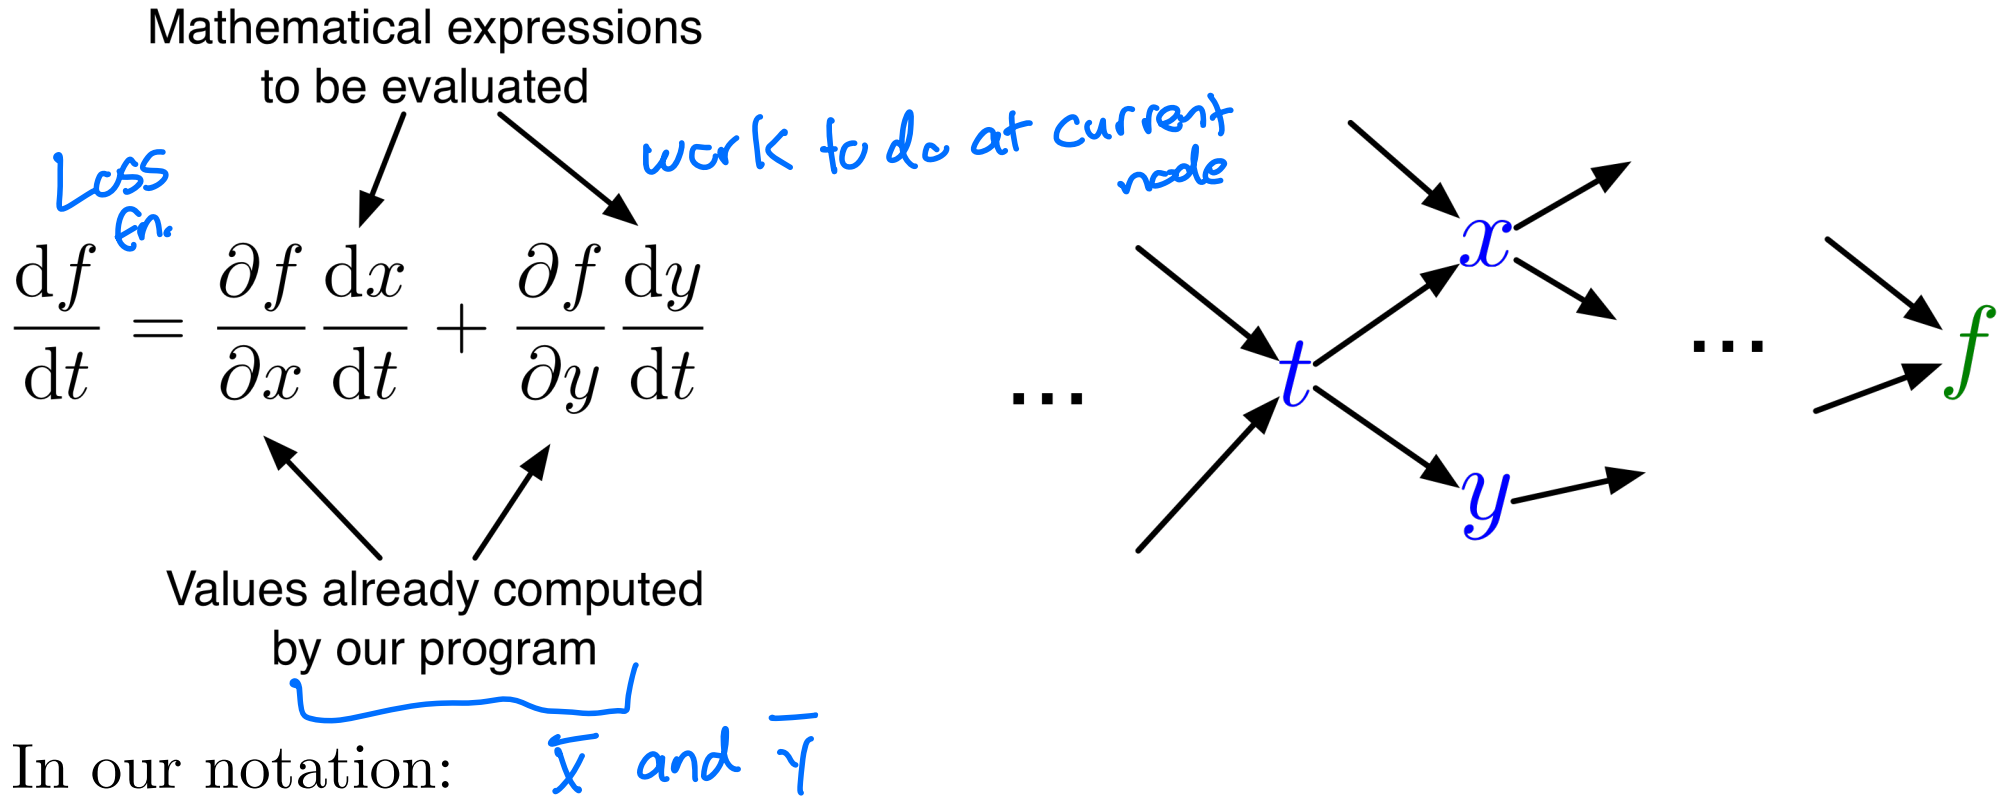 Mathematical expressions
to be evaluated
work to do at current
node
Loss
fn.
df/dt = ∂f/∂x dx/dt + ∂f/∂y dy/dt
x
t
y
f
...
...
Values already computed
by our program
In our notation: x̄ and ȳ